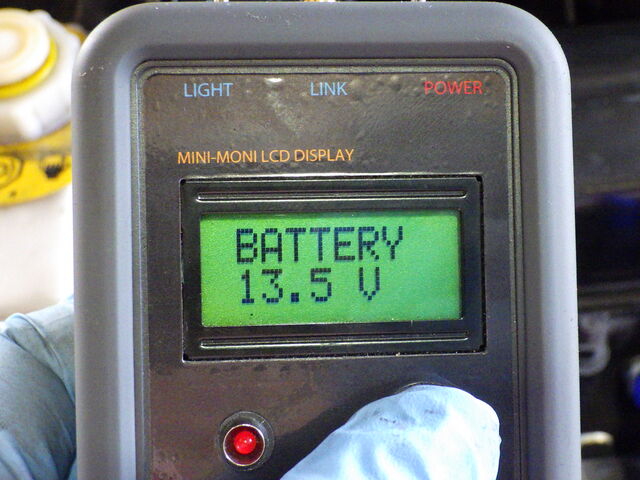 LIGHT LINK POWER
MINI-MONI LCD DISPLAY
BATTERY
13.5 V